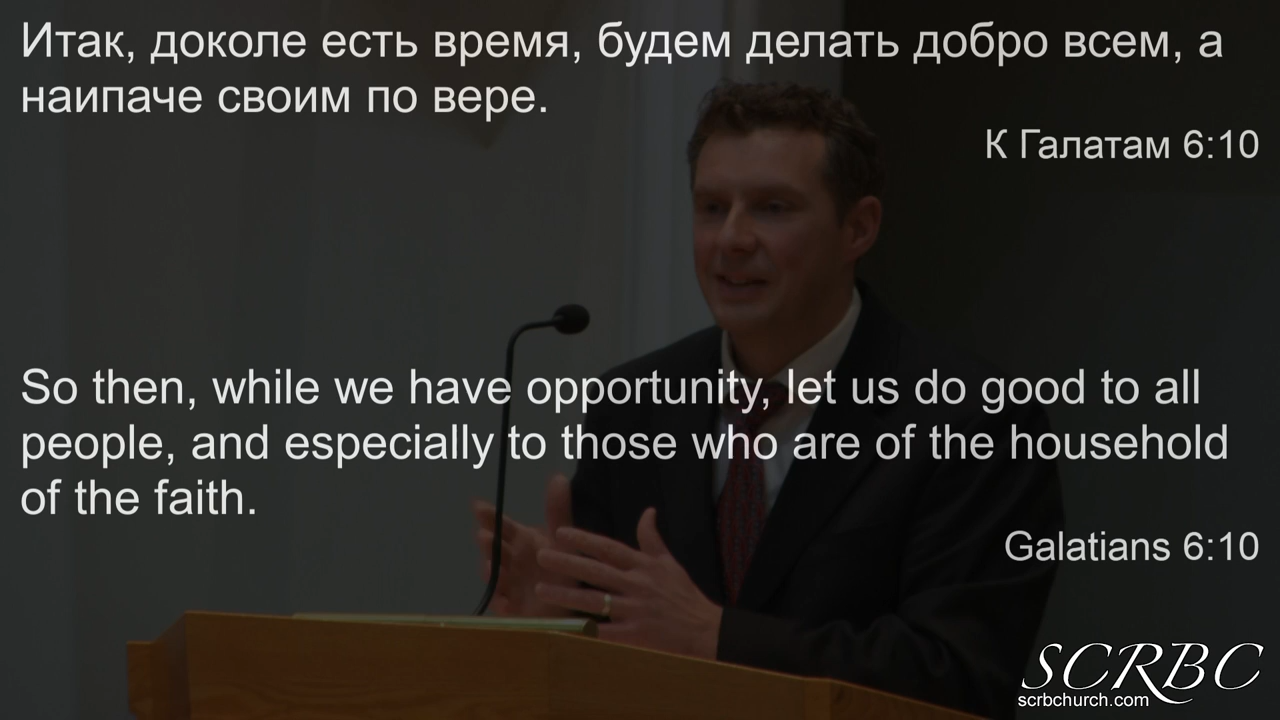 Итак, доколе есть время, будем делать добро всем, а
наипаче своим по вере.
К Галатам 6:10
So then, while we have opportunity, let us do good to all
people, and especially to those who are of the household
of the faith.
Galatians 6:10
SCRBC
scrbchurch.com